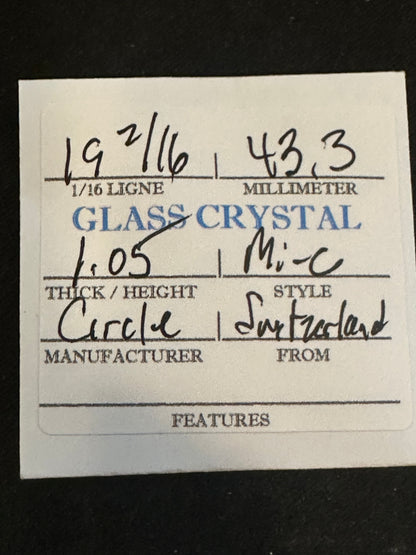 19 2/16 43.3
1/16 LIGNE MILLIMETER
GLASS CRYSTAL
1.05 Mi-C
THICK / HEIGHT STYLE
Circle Switzerland
MANUFACTURER FROM
FEATURES